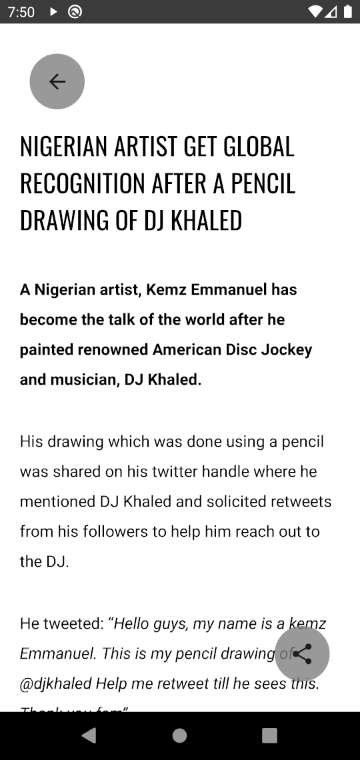 7:50
NIGERIAN ARTIST GET GLOBAL
RECOGNITION AFTER A PENCIL
DRAWING OF DJ KHALED
A Nigerian artist, Kemz Emmanuel has
become the talk of the world after he
painted renowned American Disc Jockey
and musician, DJ Khaled.
His drawing which was done using a pencil
was shared on his twitter handle where he
mentioned DJ Khaled and solicited retweets
from his followers to help him reach out to
the DJ.
He tweeted: “Hello guys, my name is a kemz
Emmanuel. This is my pencil drawing of
@djkhaled Help me retweet till he sees this.
Thank you fam”